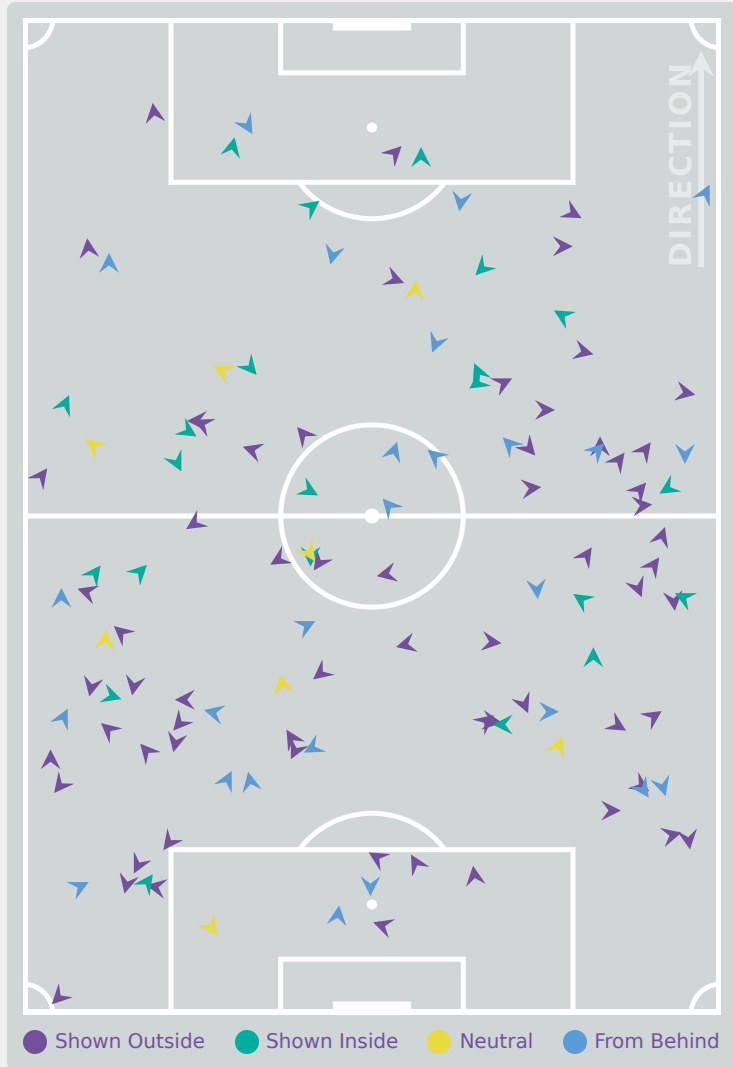 DIRECTION
Shown Outside
Shown Inside
Neutral
From Behind